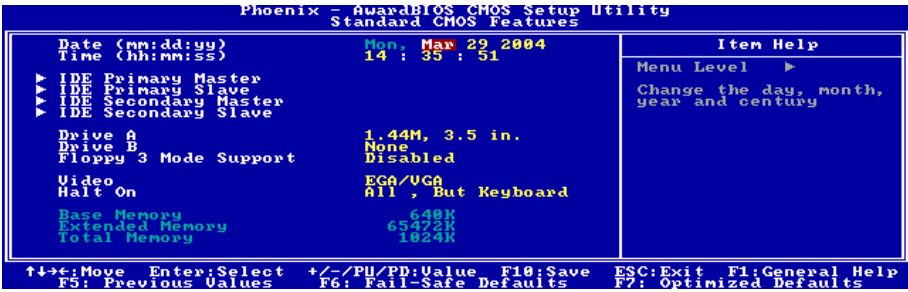 Phoenix - AwardBIOS CMOS Setup Utility
Standard CMOS Features
Date (mm:dd:yy) Mon, Mar 29 2004
Time (hh:mm:ss) 14 : 35 : 51
► IDE Primary Master
► IDE Primary Slave
► IDE Secondary Master
► IDE Secondary Slave
Drive A 1.44M, 3.5 in.
Drive B None
Floppy 3 Mode Support Disabled
Video EGA/VGA
Halt On All , But Keyboard
Base Memory 640K
Extended Memory 65472K
Total Memory 1024K
Item Help
Menu Level ►
Change the day, month,
year and century
↑↓→←:Move Enter:Select +/-/PU/PD:Value F10:Save ESC:Exit F1:General Help
F5: Previous Values F6: Fail-Safe Defaults F7: Optimized Defaults